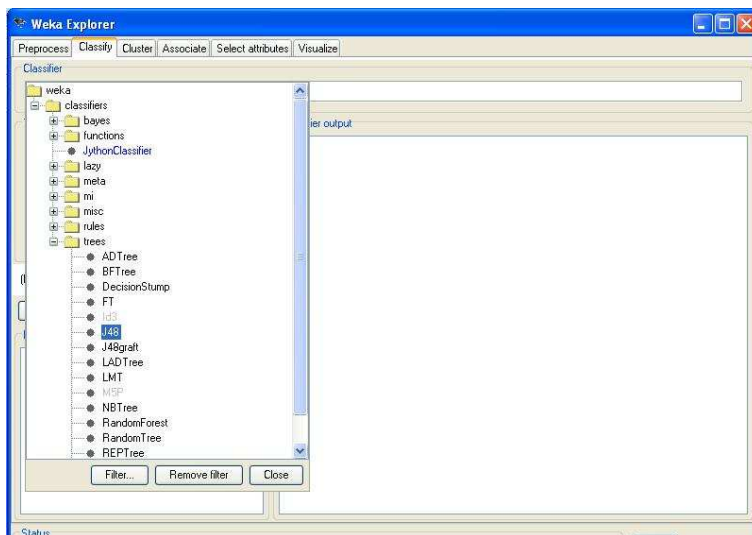 Weka Explorer
Preprocess Classify Cluster Associate Select attributes Visualize
Classifier
weka
classifiers
bayes
functions
JythonClassifier
lazy
meta
mi
misc
rules
trees
ADTree
BFTree
DecisionStump
FT
Id3
J48
J48graft
LADTree
LMT
M5P
NBTree
RandomForest
RandomTree
REPTree
Filter... Remove filter Close
output
Status